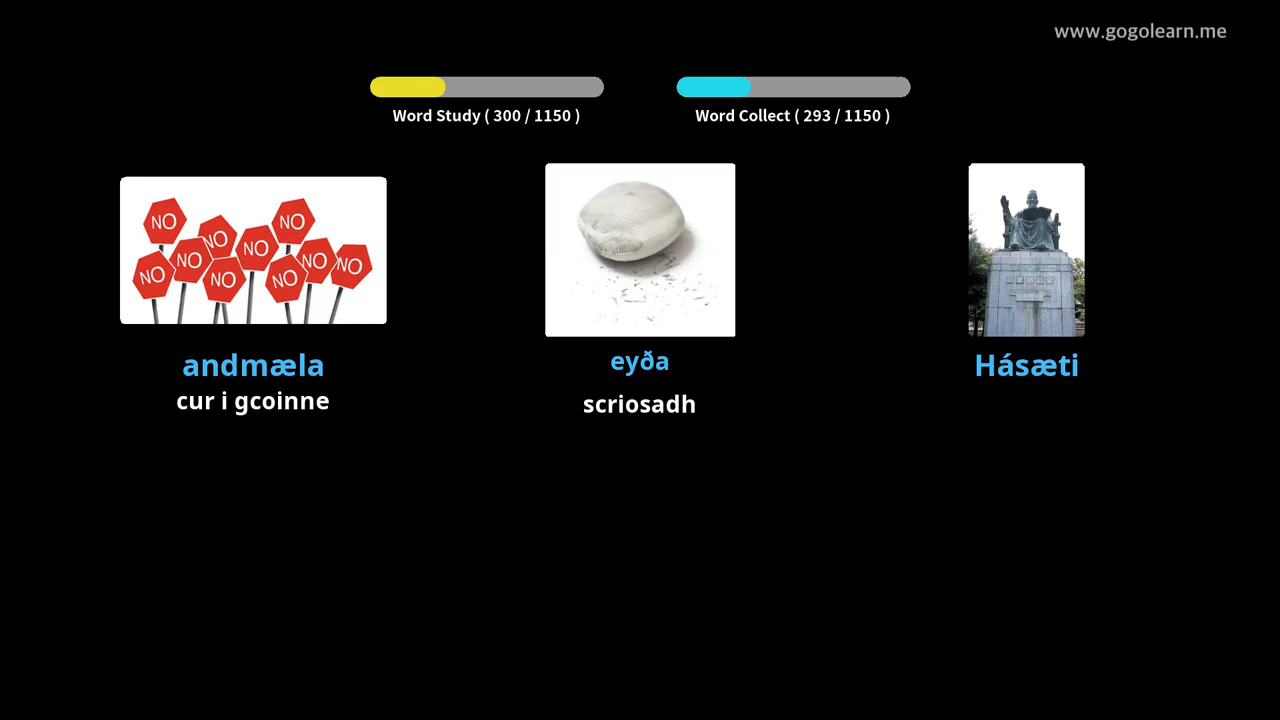 www.gogolearn.me
Word Study ( 300 / 1150 )
Word Collect ( 293 / 1150 )
NO
NO
NO
NO
NO
NO
NO
NO
NO
NO
andmæla
cur i gcoinne
eyða
scriosadh
Hásæti